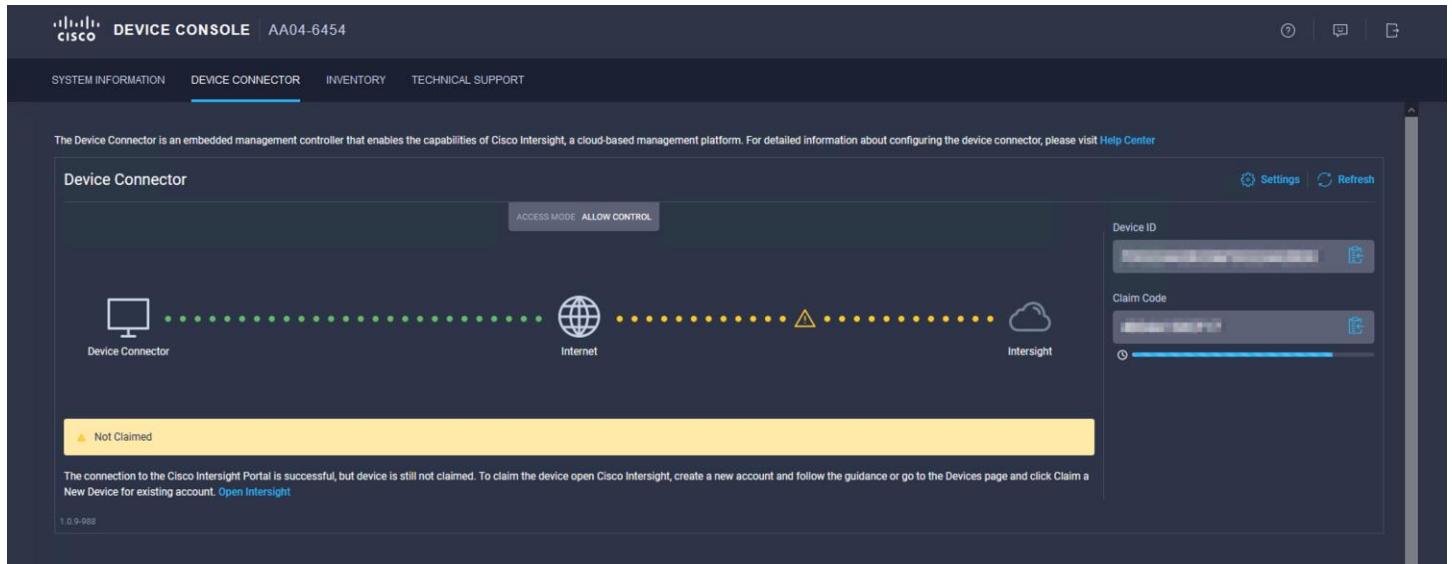 CISCO DEVICE CONSOLE AA04-6454
SYSTEM INFORMATION DEVICE CONNECTOR INVENTORY TECHNICAL SUPPORT
The Device Connector is an embedded management controller that enables the capabilities of Cisco Intersight, a cloud-based management platform. For detailed information about configuring the device connector, please visit Help Center
Device Connector
Settings Refresh
ACCESS MODE ALLOW CONTROL
Device ID
Claim Code
Device Connector
Internet
Intersight
Not Claimed
The connection to the Cisco Intersight Portal is successful, but device is still not claimed. To claim the device open Cisco Intersight, create a new account and follow the guidance or go to the Devices page and click Claim a
New Device for existing account. Open Intersight
1.0.9-988